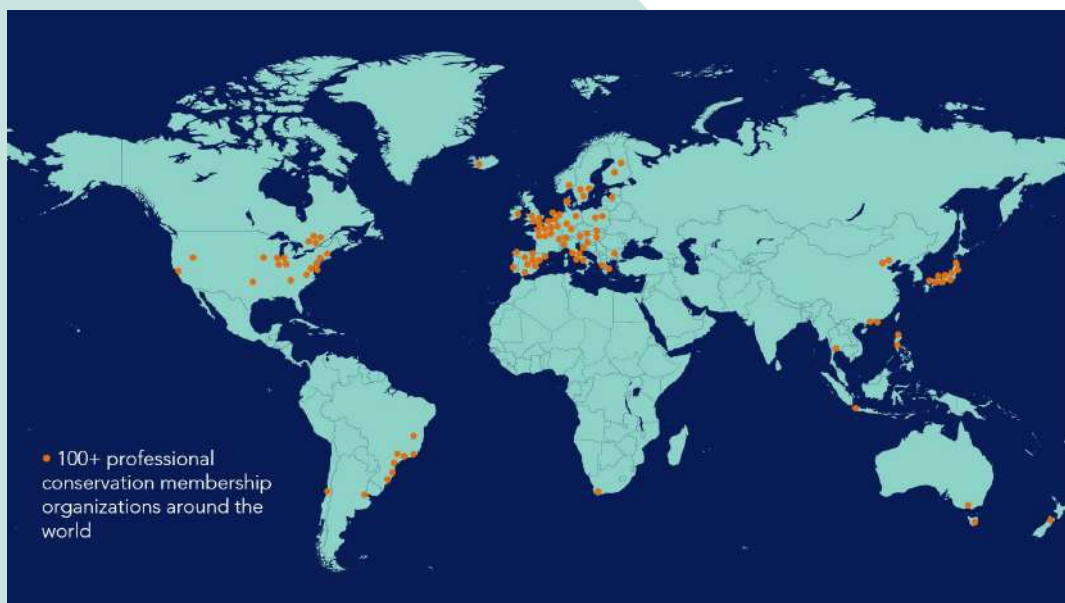 100+ professional
conservation membership
organizations around the
world